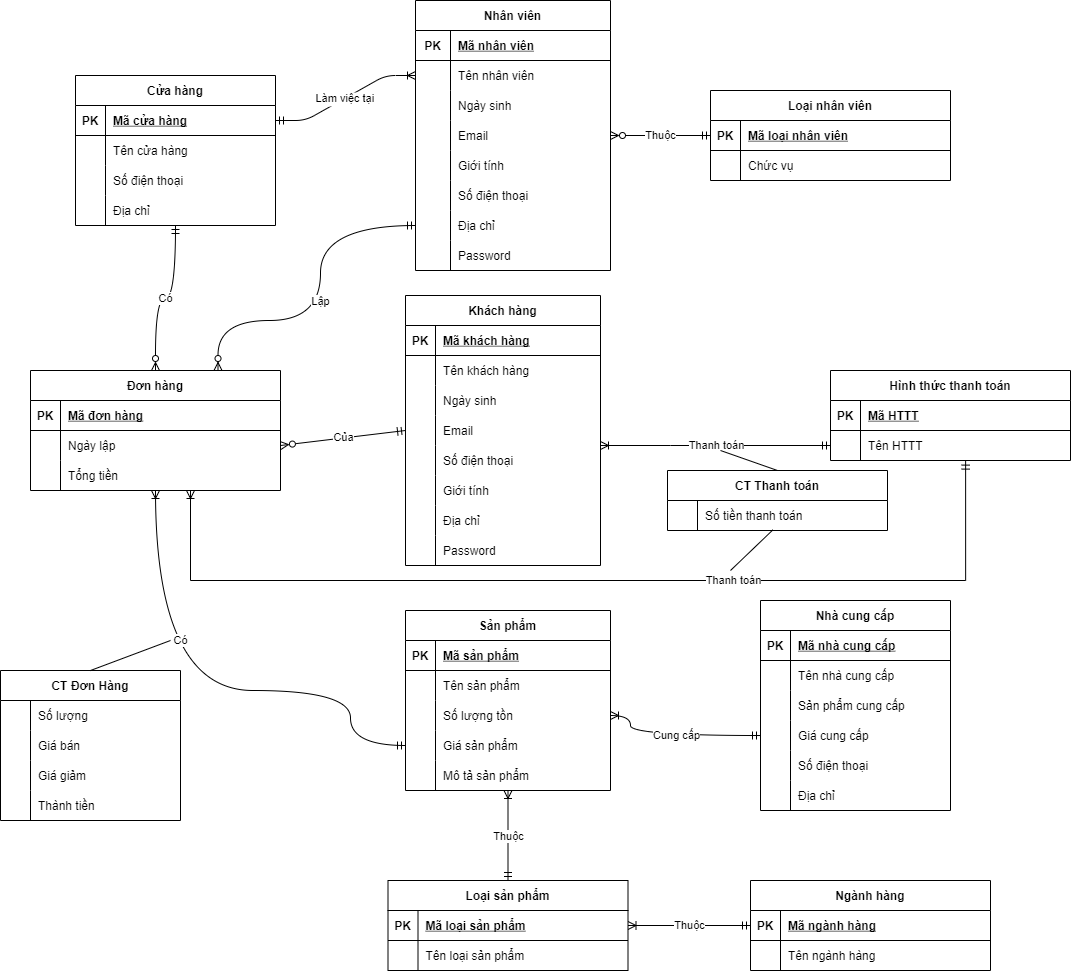 Nhân viên
PK Mã nhân viên
Tên nhân viên
Ngày sinh
Email
Giới tính
Số điện thoại
Địa chỉ
Password
Cửa hàng
PK Mã cửa hàng
Tên cửa hàng
Số điện thoại
Địa chỉ
Làm việc tại
Loại nhân viên
PK Mã loại nhân viên
Chức vụ
Thuộc
Có
Lập
Khách hàng
PK Mã khách hàng
Tên khách hàng
Ngày sinh
Email
Số điện thoại
Giới tính
Địa chỉ
Password
Đơn hàng
PK Mã đơn hàng
Ngày lập
Tổng tiền
Của
Hình thức thanh toán
PK Mã HTTT
Tên HTTT
Thanh toán
CT Thanh toán
Số tiền thanh toán
Thanh toán
Có
CT Đơn Hàng
Số lượng
Giá bán
Giá giảm
Thành tiền
Sản phẩm
PK Mã sản phẩm
Tên sản phẩm
Số lượng tồn
Giá sản phẩm
Mô tả sản phẩm
Cung cấp
Nhà cung cấp
PK Mã nhà cung cấp
Tên nhà cung cấp
Sản phẩm cung cấp
Giá cung cấp
Số điện thoại
Địa chỉ
Thuộc
Loại sản phẩm
PK Mã loại sản phẩm
Tên loại sản phẩm
Thuộc
Ngành hàng
PK Mã ngành hàng
Tên ngành hàng